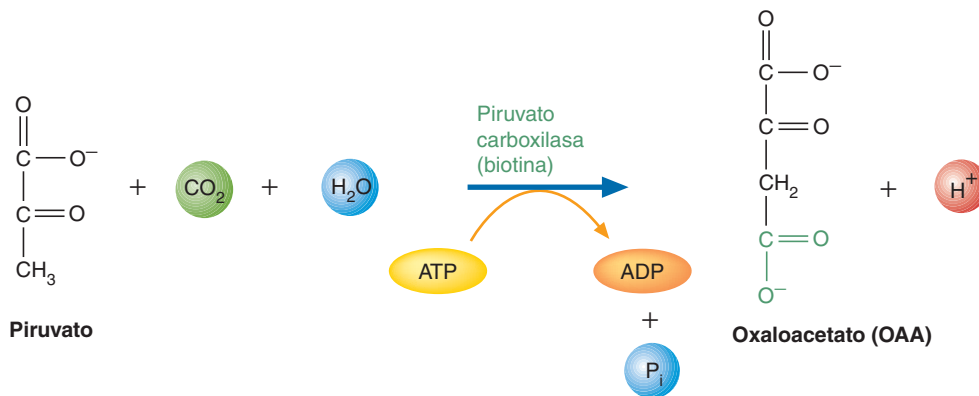 O
C
O−
C
O
CH3
Piruvato
+
CO2
+
H2O
Piruvato
carboxilasa
(biotina)
ATP
ADP
+
Pi
O
C
O−
C
O
CH2
C
O
O−
Oxaloacetato (OAA)
+
H+